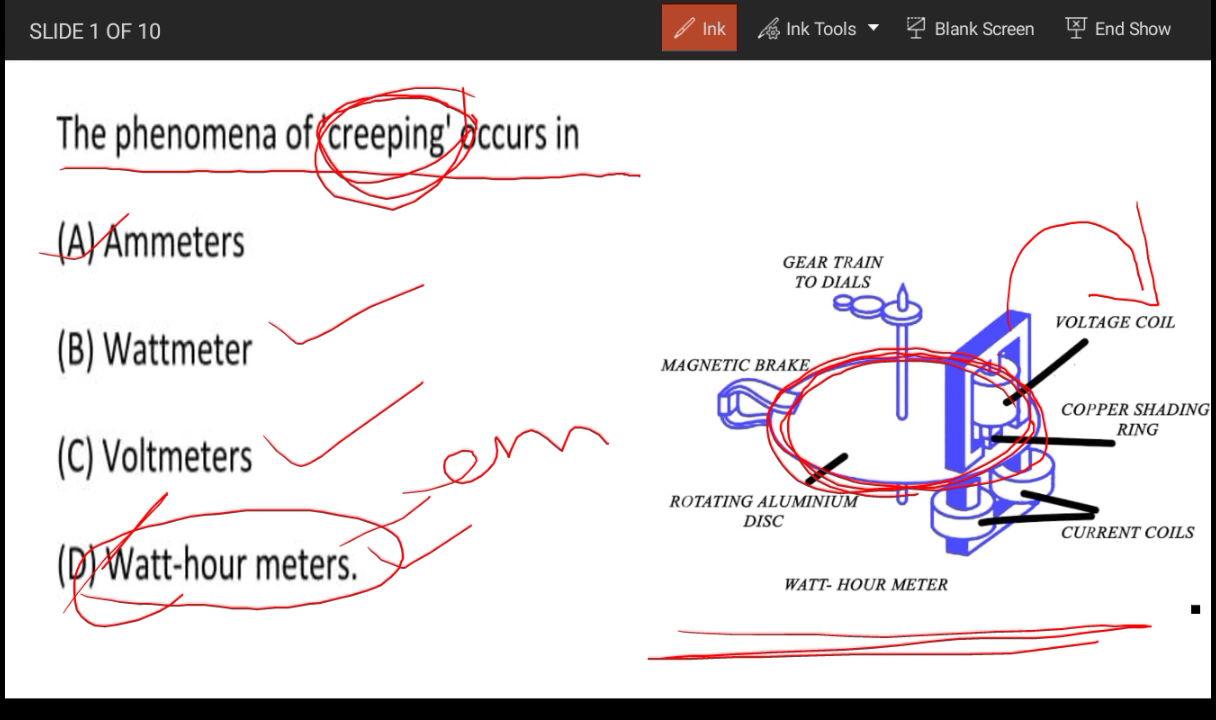 SLIDE 1 OF 10
Ink
Ink Tools
Blank Screen
End Show
The phenomena of 'creeping' occurs in
(A) Ammeters
(B) Wattmeter
(C) Voltmeters
(D) Watt-hour meters.
GEAR TRAIN
TO DIALS
VOLTAGE COIL
MAGNETIC BRAKE
COPPER SHADING
RING
ROTATING ALUMINIUM
DISC
CURRENT COILS
WATT- HOUR METER